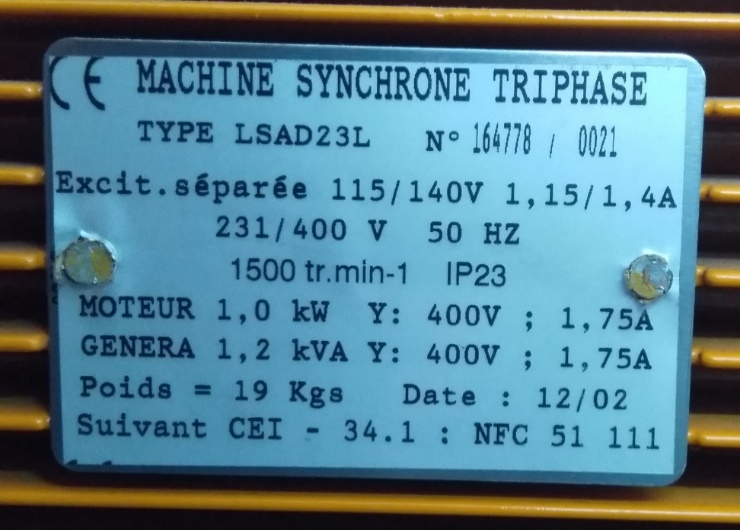 CE MACHINE SYNCHRONE TRIPHASE
TYPE LSAD23L N° 164778 / 0021
Excit.séparée 115/140V 1,15/1,4A
231/400 V 50 HZ
1500 tr.min-1 IP23
MOTEUR 1,0 kW Y: 400V ; 1,75A
GENERA 1,2 kVA Y: 400V ; 1,75A
Poids = 19 Kgs Date : 12/02
Suivant CEI - 34.1 : NFC 51 111